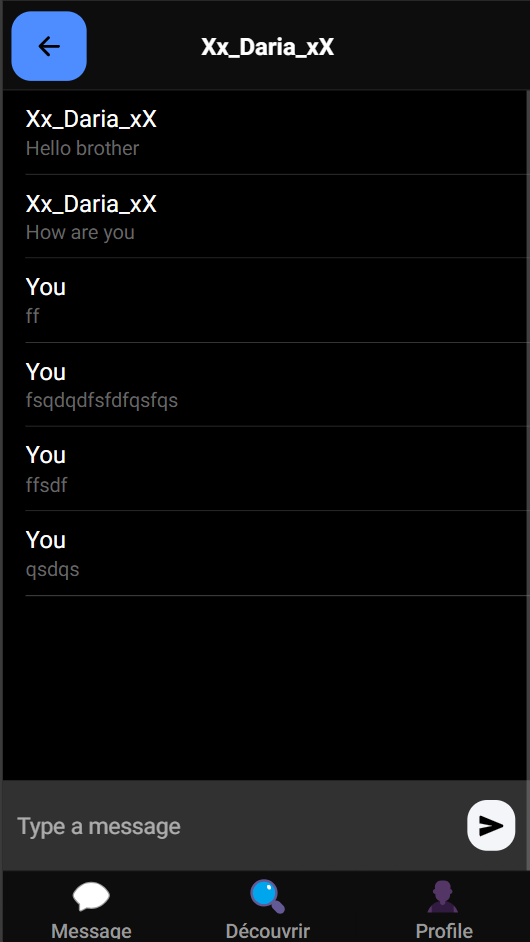 Xx_Daria_xX
Xx_Daria_xX
Hello brother
Xx_Daria_xX
How are you
You
ff
You
fsqdqdfsfdfqsfqs
You
ffsdf
You
qsdqs
Type a message
Message
Découvrir
Profile